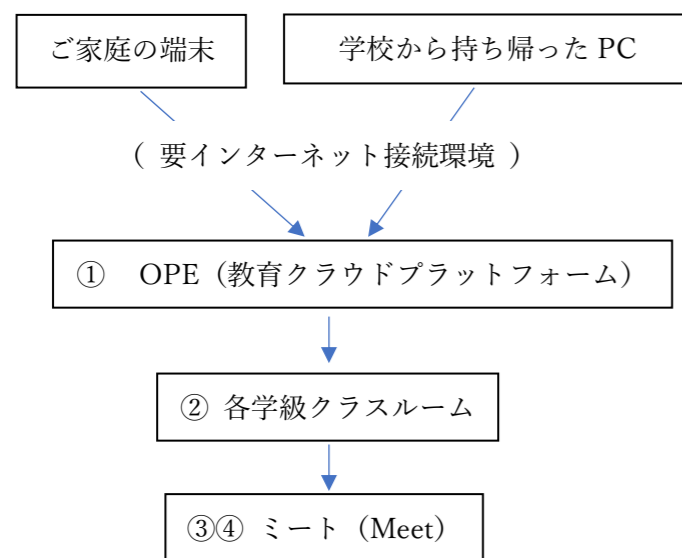 ご家庭の端末
学校から持ち帰った PC
( 要インターネット接続環境 )
① OPE（教育クラウドプラットフォーム）
② 各学級クラスルーム
③④ ミート（Meet）